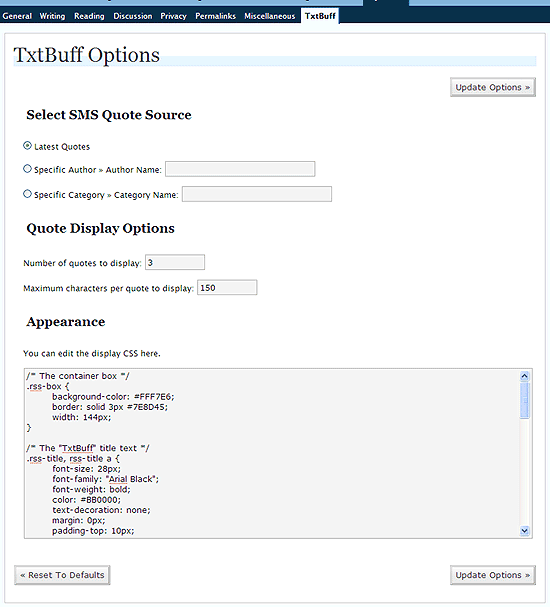 General Writing Reading Discussion Privacy Permalinks Miscellaneous TxtBuff
TxtBuff Options
Update Options »
Select SMS Quote Source
Latest Quotes
Specific Author » Author Name:
Specific Category » Category Name:
Quote Display Options
Number of quotes to display: 3
Maximum characters per quote to display: 150
Appearance
You can edit the display CSS here.
/* The container box */
.rss-box {
background-color: #FFF7E6;
border: solid 3px #7E8D45;
width: 144px;
}
/* The "TxtBuff" title text */
.rss-title, rss-title a {
font-size: 28px;
font-family: "Arial Black";
font-weight: bold;
color: #BB0000;
text-decoration: none;
margin: 0px;
padding-top: 10px;
« Reset To Defaults Update Options »